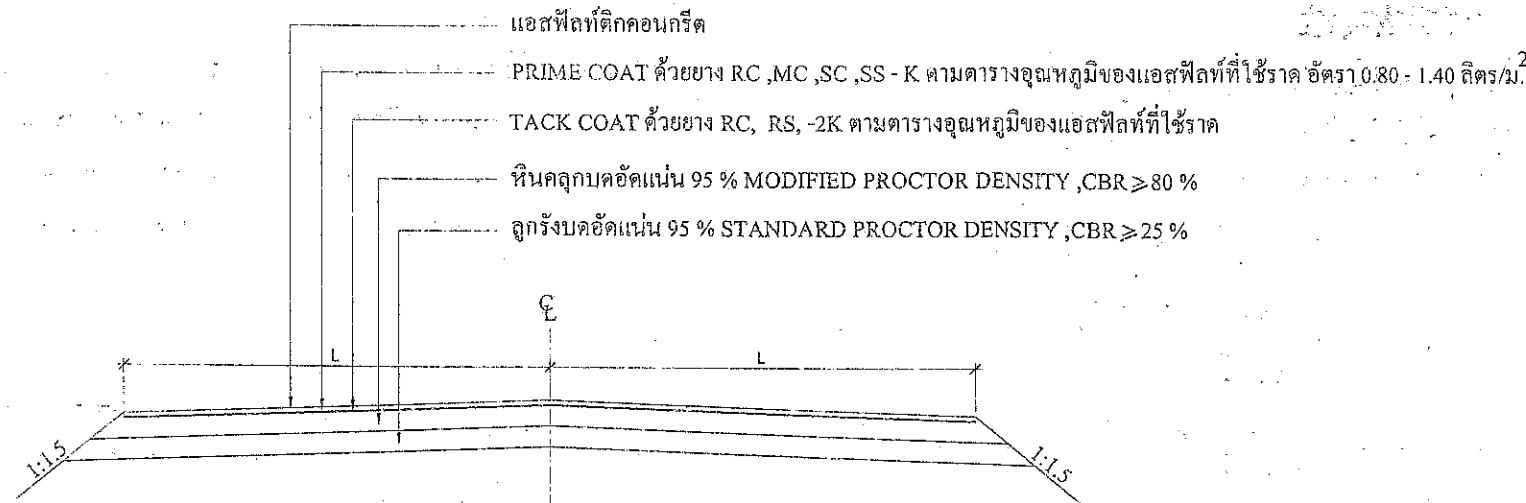 แอสฟัลท์ติกคอนกรีต
PRIME COAT ด้วยยาง RC ,MC ,SC ,SS - K ตามตารางอุณหภูมิของแอสฟัลท์ที่ใช้ราด อัตรา 0.80 - 1.40 ลิตร/ม.²
TACK COAT ด้วยยาง RC, RS, -2K ตามตารางอุณหภูมิของแอสฟัลท์ที่ใช้ราด
หินคลุกบดอัดแน่น 95 % MODIFIED PROCTOR DENSITY ,CBR ⩾ 80 %
ลูกรังบดอัดแน่น 95 % STANDARD PROCTOR DENSITY ,CBR ⩾ 25 %
℄
L L
1:1.5 1:1.5